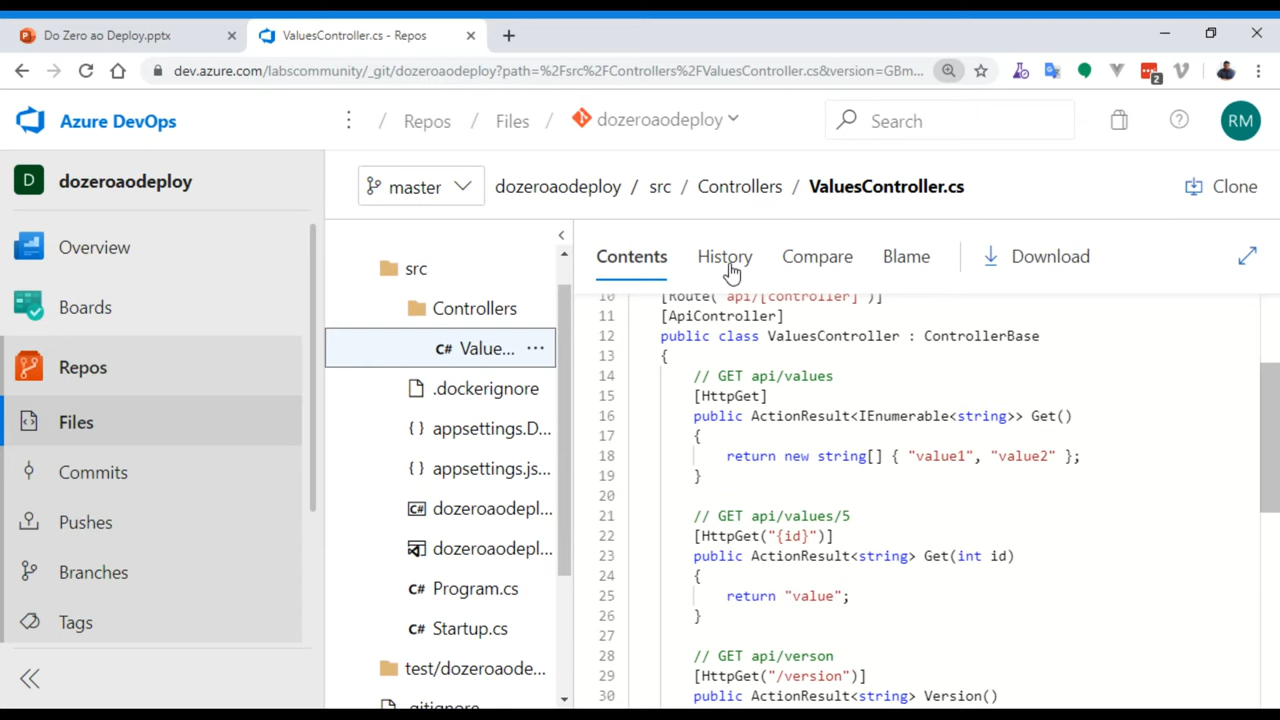 Do Zero ao Deploy.pptx
ValuesController.cs - Repos
dev.azure.com/labscommunity/_git/dozeroaodeploy?path=%2Fsrc%2FControllers%2FValuesController.cs&version=GBm...
2
Azure DevOps
/ Repos / Files / dozeroaodeploy
Search
RM
D dozeroaodeploy
Overview
Boards
Repos
Files
Commits
Pushes
Branches
Tags
master
dozeroaodeploy / src / Controllers / ValuesController.cs
Clone
src
Controllers
C# Value... ...
.dockerignore
{ } appsettings.D...
{ } appsettings.js...
C# dozeroaodepl...
dozeroaodepl...
C# Program.cs
C# Startup.cs
test/dozeroaode...
.gitignore
Contents History Compare Blame Download
10 [Route("api/[controller]")]
11 [ApiController]
12 public class ValuesController : ControllerBase
13 {
14 // GET api/values
15 [HttpGet]
16 public ActionResult<IEnumerable<string>> Get()
17 {
18 return new string[] { "value1", "value2" };
19 }
20
21 // GET api/values/5
22 [HttpGet("{id}")]
23 public ActionResult<string> Get(int id)
24 {
25 return "value";
26 }
27
28 // GET api/verson
29 [HttpGet("/version")]
30 public ActionResult<string> Version()